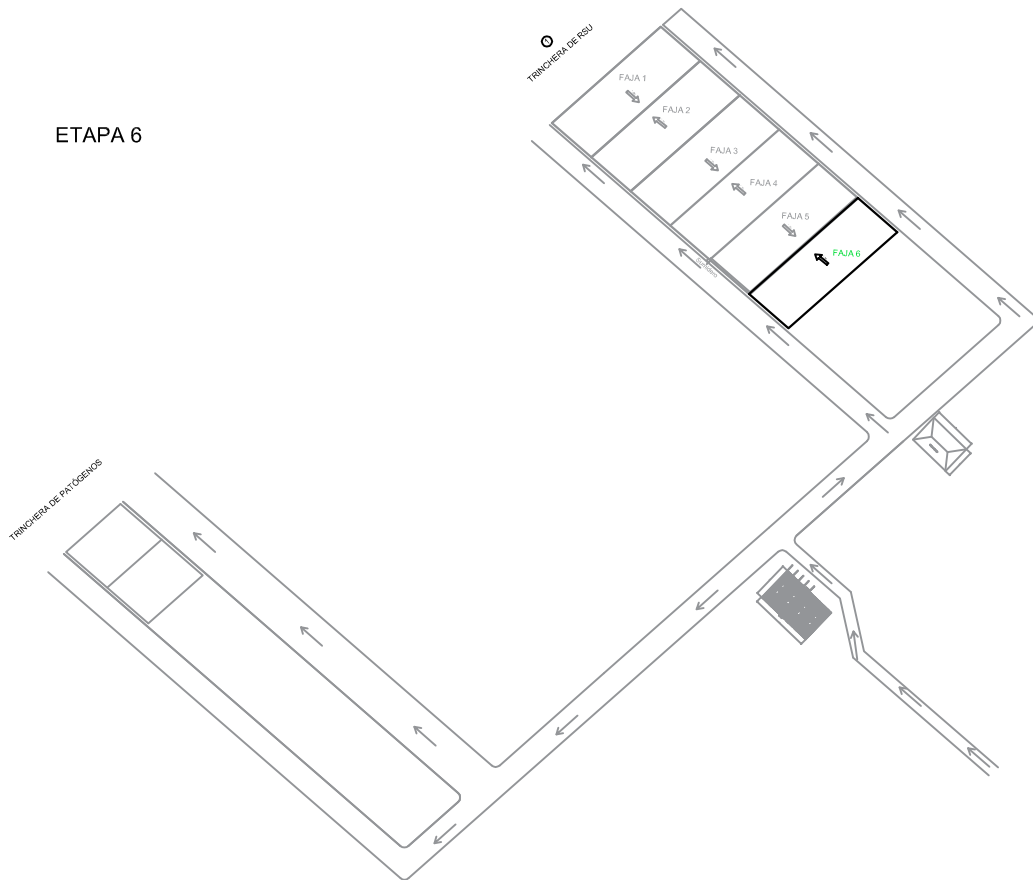 TRINCHERA DE RSU
FAJA 1
FAJA 2
ETAPA 6
FAJA 3
FAJA 4
FAJA 5
FAJA 6
TRINCHERA DE PATÓGENOS